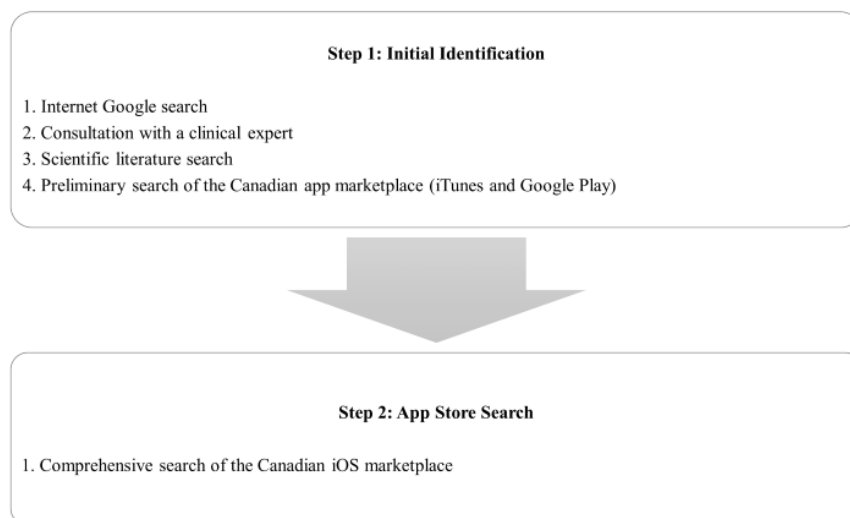 Step 1: Initial Identification
1. Internet Google search
2. Consultation with a clinical expert
3. Scientific literature search
4. Preliminary search of the Canadian app marketplace (iTunes and Google Play)
Step 2: App Store Search
1. Comprehensive search of the Canadian iOS marketplace